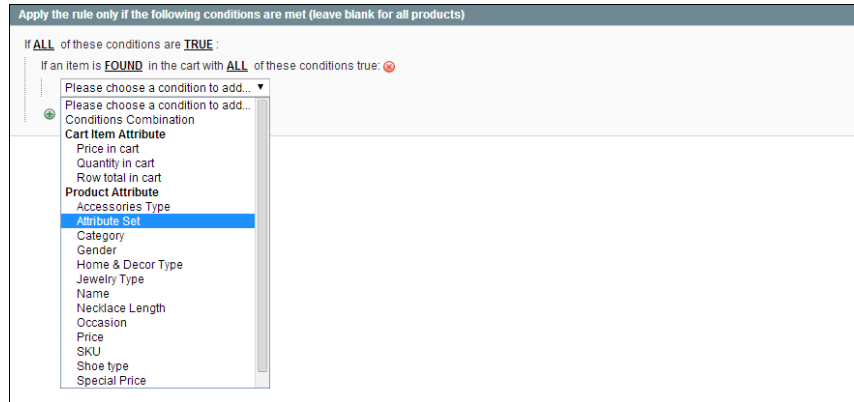 Apply the rule only if the following conditions are met (leave blank for all products)
If ALL of these conditions are TRUE :
If an item is FOUND in the cart with ALL of these conditions true:
Please choose a condition to add...
Please choose a condition to add...
Conditions Combination
Cart Item Attribute
Price in cart
Quantity in cart
Row total in cart
Product Attribute
Accessories Type
Attribute Set
Category
Gender
Home & Decor Type
Jewelry Type
Name
Necklace Length
Occasion
Price
SKU
Shoe type
Special Price